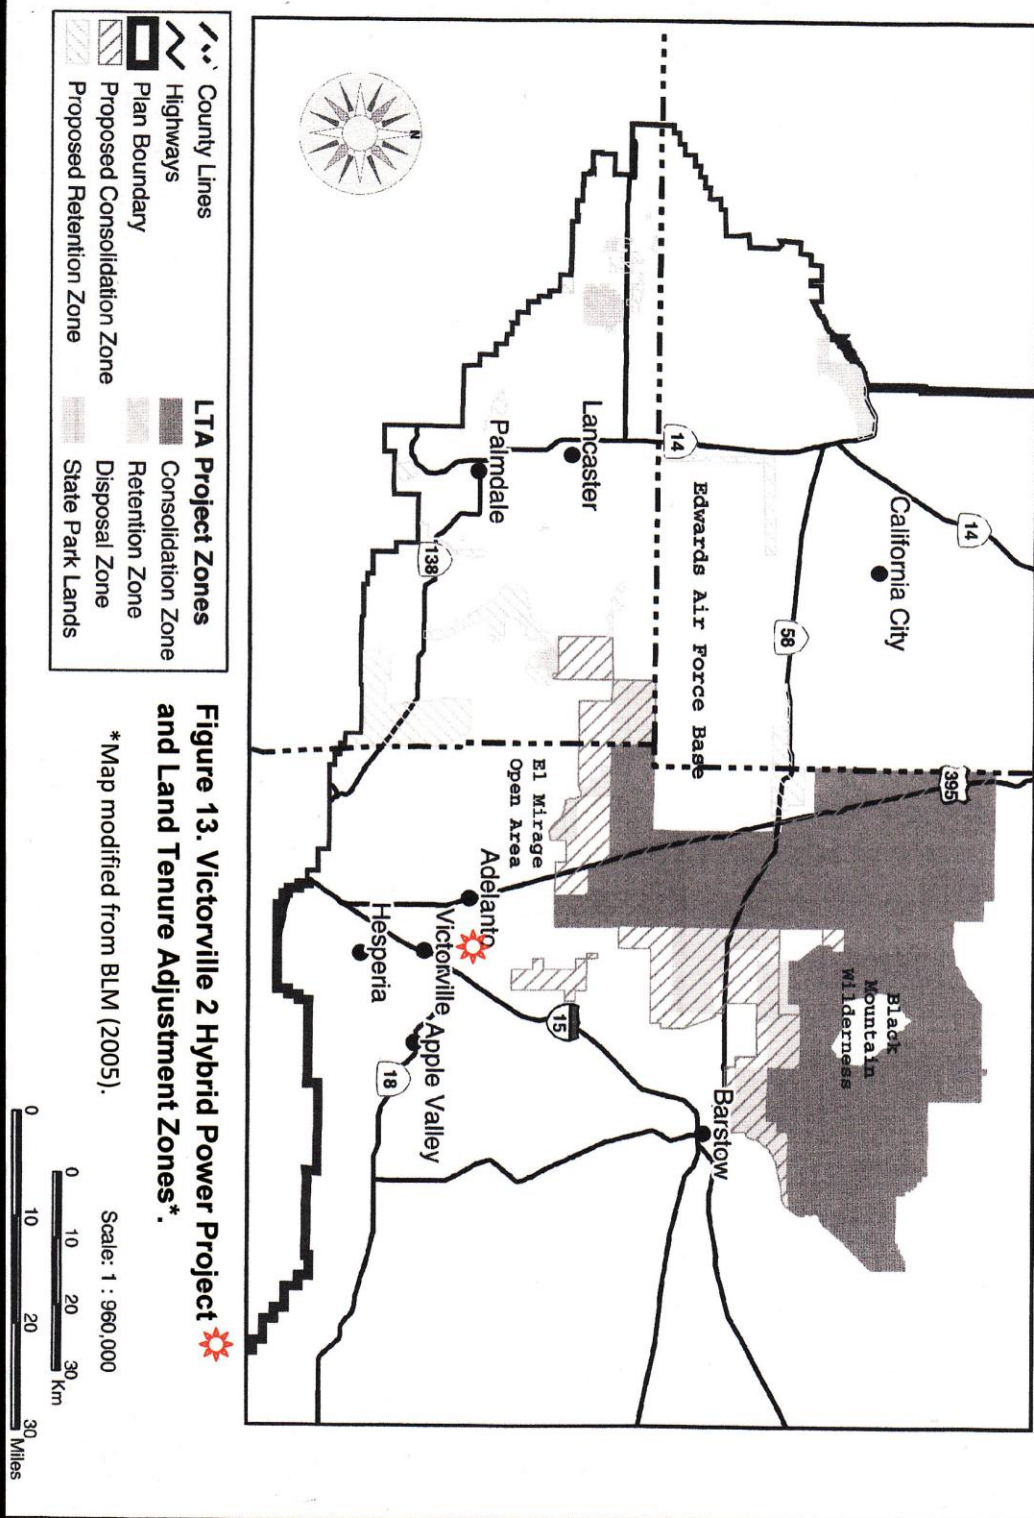 14
California City
58
395
Edwards Air Force Base
14
Lancaster
Palmdale
138
El Mirage
Open Area
Adelanto
Victorville
Hesperia
Apple Valley
18
15
Barstow
Black
Mountain
Wilderness
N
County Lines
Highways
Plan Boundary
Proposed Consolidation Zone
Proposed Retention Zone
LTA Project Zones
Consolidation Zone
Retention Zone
Disposal Zone
State Park Lands
Figure 13. Victorville 2 Hybrid Power Project
and Land Tenure Adjustment Zones*.
*Map modified from BLM (2005).
Scale: 1 : 960,000
0 10 20 30 Km
0 10 20 30 Miles